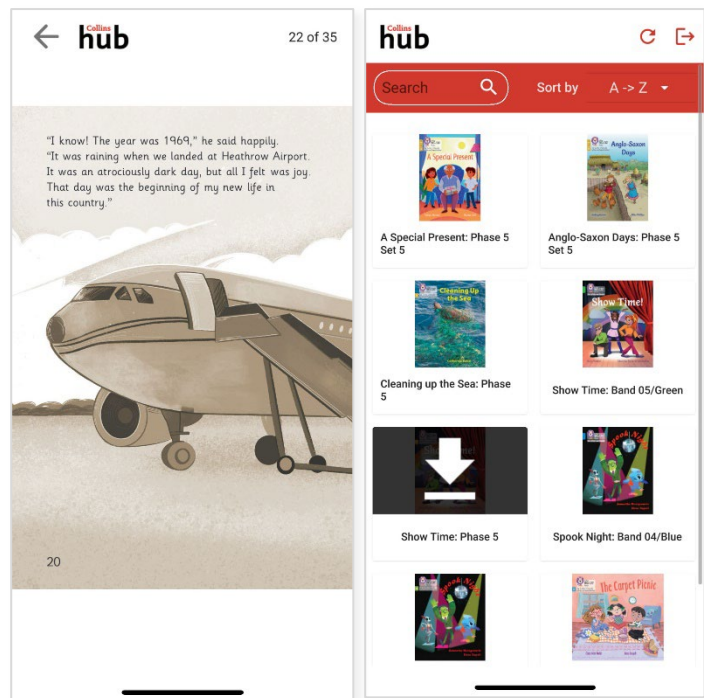 Collins
hub
22 of 35
"I know! The year was 1969," he said happily.
"It was raining when we landed at Heathrow Airport.
It was an atrociously dark day, but all I felt was joy.
That day was the beginning of my new life in
this country."
20
Collins
hub
Search
Sort by
A -> Z
A Special Present
A Special Present: Phase 5
Set 5
Anglo-Saxon
Days
Anglo-Saxon Days: Phase 5
Set 5
Cleaning Up
the Sea
Cleaning up the Sea: Phase
5
Show Time!
Show Time: Band 05/Green
Show Time!
Show Time: Phase 5
Spook Night
Spook Night: Band 04/Blue
Spook Night
The Carpet Picnic